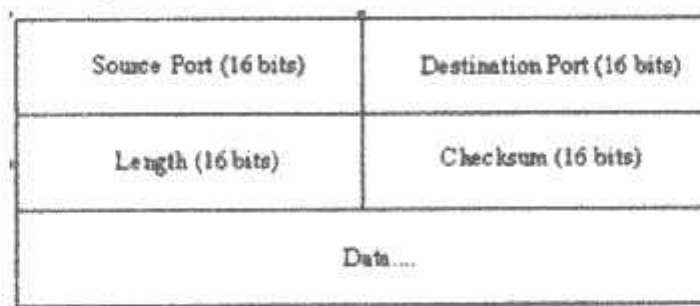 Source Port (16 bits) Destination Port (16 bits)
Length (16 bits) Checksum (16 bits)
Data....